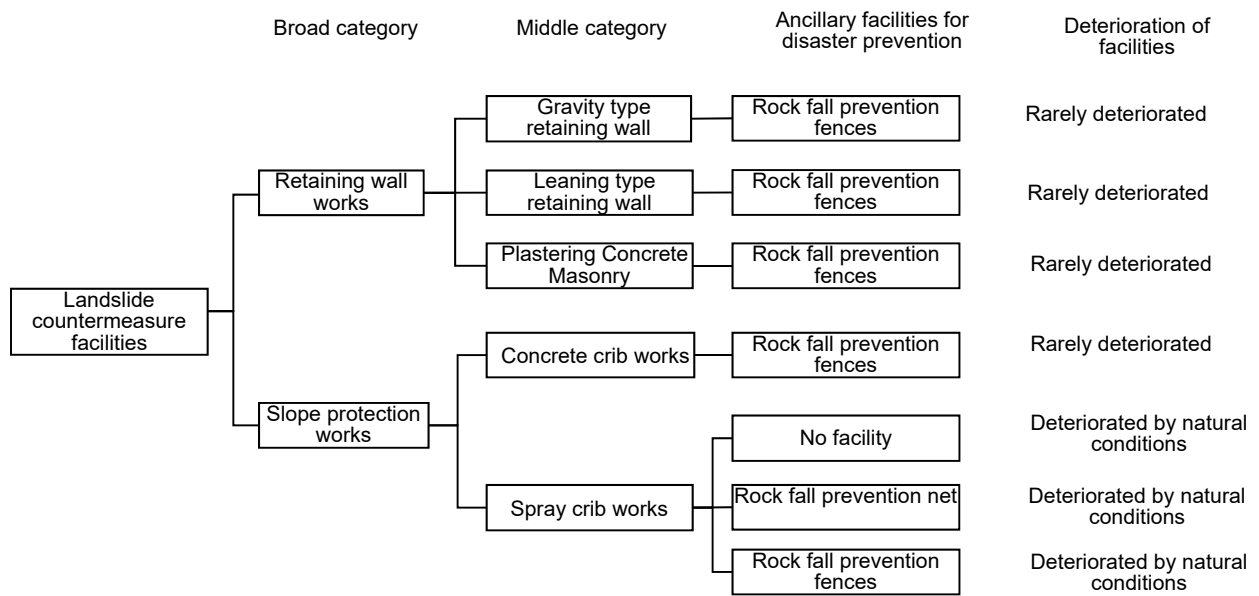 Broad category
Middle category
Ancillary facilities for
disaster prevention
Deterioration of
facilities
Landslide
countermeasure
facilities
Retaining wall
works
Gravity type
retaining wall
Rock fall prevention
fences
Rarely deteriorated
Leaning type
retaining wall
Rock fall prevention
fences
Rarely deteriorated
Plastering Concrete
Masonry
Rock fall prevention
fences
Rarely deteriorated
Slope protection
works
Concrete crib works
Rock fall prevention
fences
Rarely deteriorated
Spray crib works
No facility
Deteriorated by natural
conditions
Rock fall prevention net
Deteriorated by natural
conditions
Rock fall prevention
fences
Deteriorated by natural
conditions